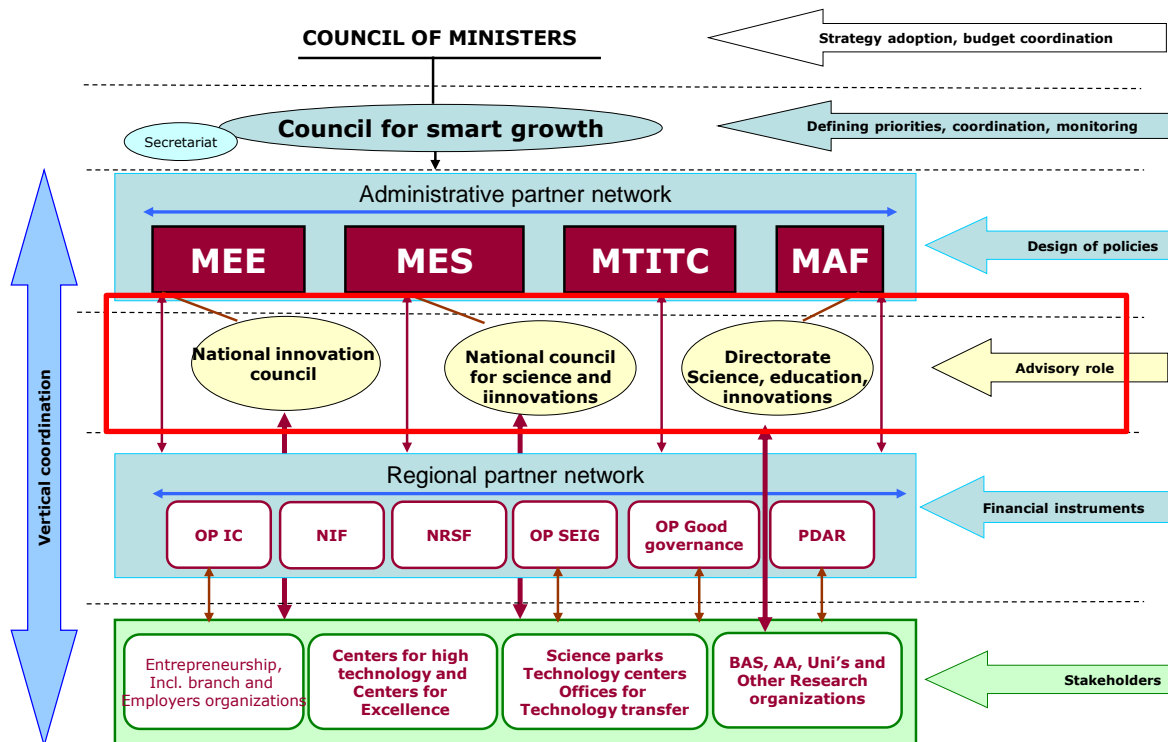 COUNCIL OF MINISTERS
Strategy adoption, budget coordination
Council for smart growth
Secretariat
Defining priorities, coordination, monitoring
Administrative partner network
MEE
MES
MTITC
MAF
Design of policies
National innovation
council
National council
for science and
iinnovations
Directorate
Science, education,
innovations
Advisory role
Vertical coordination
Regional partner network
OP IC
NIF
NRSF
OP SEIG
OP Good
governance
PDAR
Financial instruments
Entrepreneurship,
Incl. branch and
Employers organizations
Centers for high
technology and
Centers for
Excellence
Science parks
Technology centers
Offices for
Technology transfer
BAS, AA, Uni's and
Other Research
organizations
Stakeholders